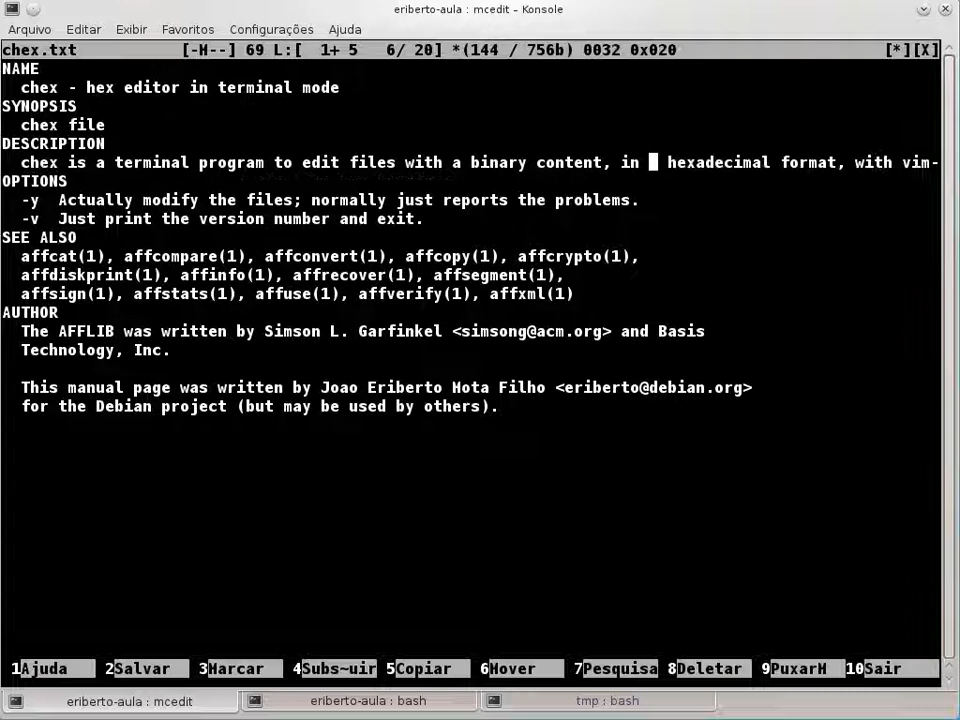 eriberto-aula : mcedit – Konsole
Arquivo Editar Exibir Favoritos Configurações Ajuda
chex.txt [-M--] 69 L:[ 1+ 5 6/ 20] *(144 / 756b) 0032 0x020 [*][X]
NAME
chex - hex editor in terminal mode
SYNOPSIS
chex file
DESCRIPTION
chex is a terminal program to edit files with a binary content, in hexadecimal format, with vim-
OPTIONS
-y Actually modify the files; normally just reports the problems.
-v Just print the version number and exit.
SEE ALSO
affcat(1), affcompare(1), affconvert(1), affcopy(1), affcrypto(1),
affdiskprint(1), affinfo(1), affrecover(1), affsegment(1),
affsign(1), affstats(1), affuse(1), affverify(1), affxml(1)
AUTHOR
The AFFLIB was written by Simson L. Garfinkel <simsong@acm.org> and Basis
Technology, Inc.
This manual page was written by Joao Eriberto Mota Filho <eriberto@debian.org>
for the Debian project (but may be used by others).
1Ajuda 2Salvar 3Marcar 4Subs~uir 5Copiar 6Mover 7Pesquisa 8Deletar 9PuxarM 10Sair
eriberto-aula : mcedit eriberto-aula : bash tmp : bash